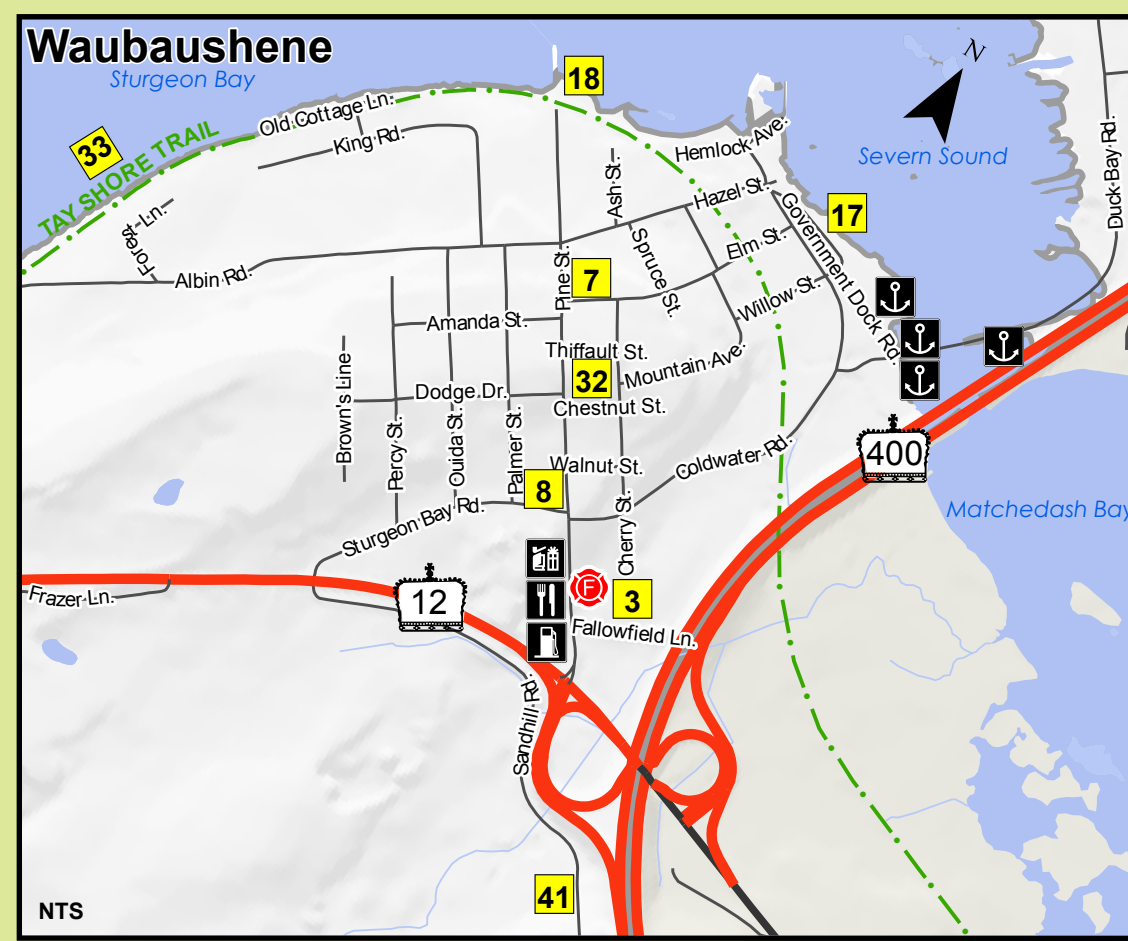 Waubaushene
Sturgeon Bay
18
N
33
TAY SHORE TRAIL
Old Cottage Ln.
King Rd.
Hemlock Ave.
Severn Sound
Duck Bay Rd.
Ash St.
Hazel St.
17
Forest Ln.
Albin Rd.
Pine St.
7
Spruce St.
Elm St.
Government Dock Rd.
Willow St.
Amanda St.
Thiffault St.
32
Mountain Ave.
Brown's Line
Dodge Dr.
Chestnut St.
Percy St.
Ouida St.
Palmer St.
Walnut St.
Coldwater Rd.
400
8
Sturgeon Bay Rd.
Cherry St.
Matchedash Bay
Frazer Ln.
12
F
3
Fallowfield Ln.
Sandhill Rd.
41
NTS